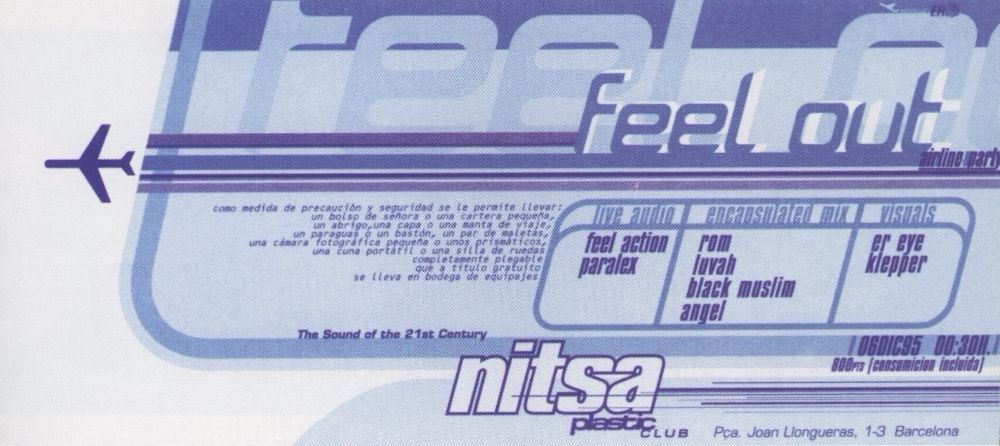 feel o
EA.3
feel out
airline party
como medida de precaución y seguridad se le permite llevar:
un bolso de señora o una cartera pequeña,
un abrigo,una capa o una manta de viaje,
un paraguas o un bastón, un par de maletas,
una cámara fotográfica pequeña o unos prismáticos,
una cuna portátil o una silla de ruedas
completamente plegable
que a título gratuito
se lleva en bodega de equipajes
live audio
feel action
paralex
encapsulated mix
rom
luvah
black muslim
angel
visuals
er eye
klepper
The Sound of the 21st Century
06DIC95 00:30H.
800PTS [consumicion incluida]
nitsa
plastic CLUB
Pça. Joan Llongueras, 1-3 Barcelona